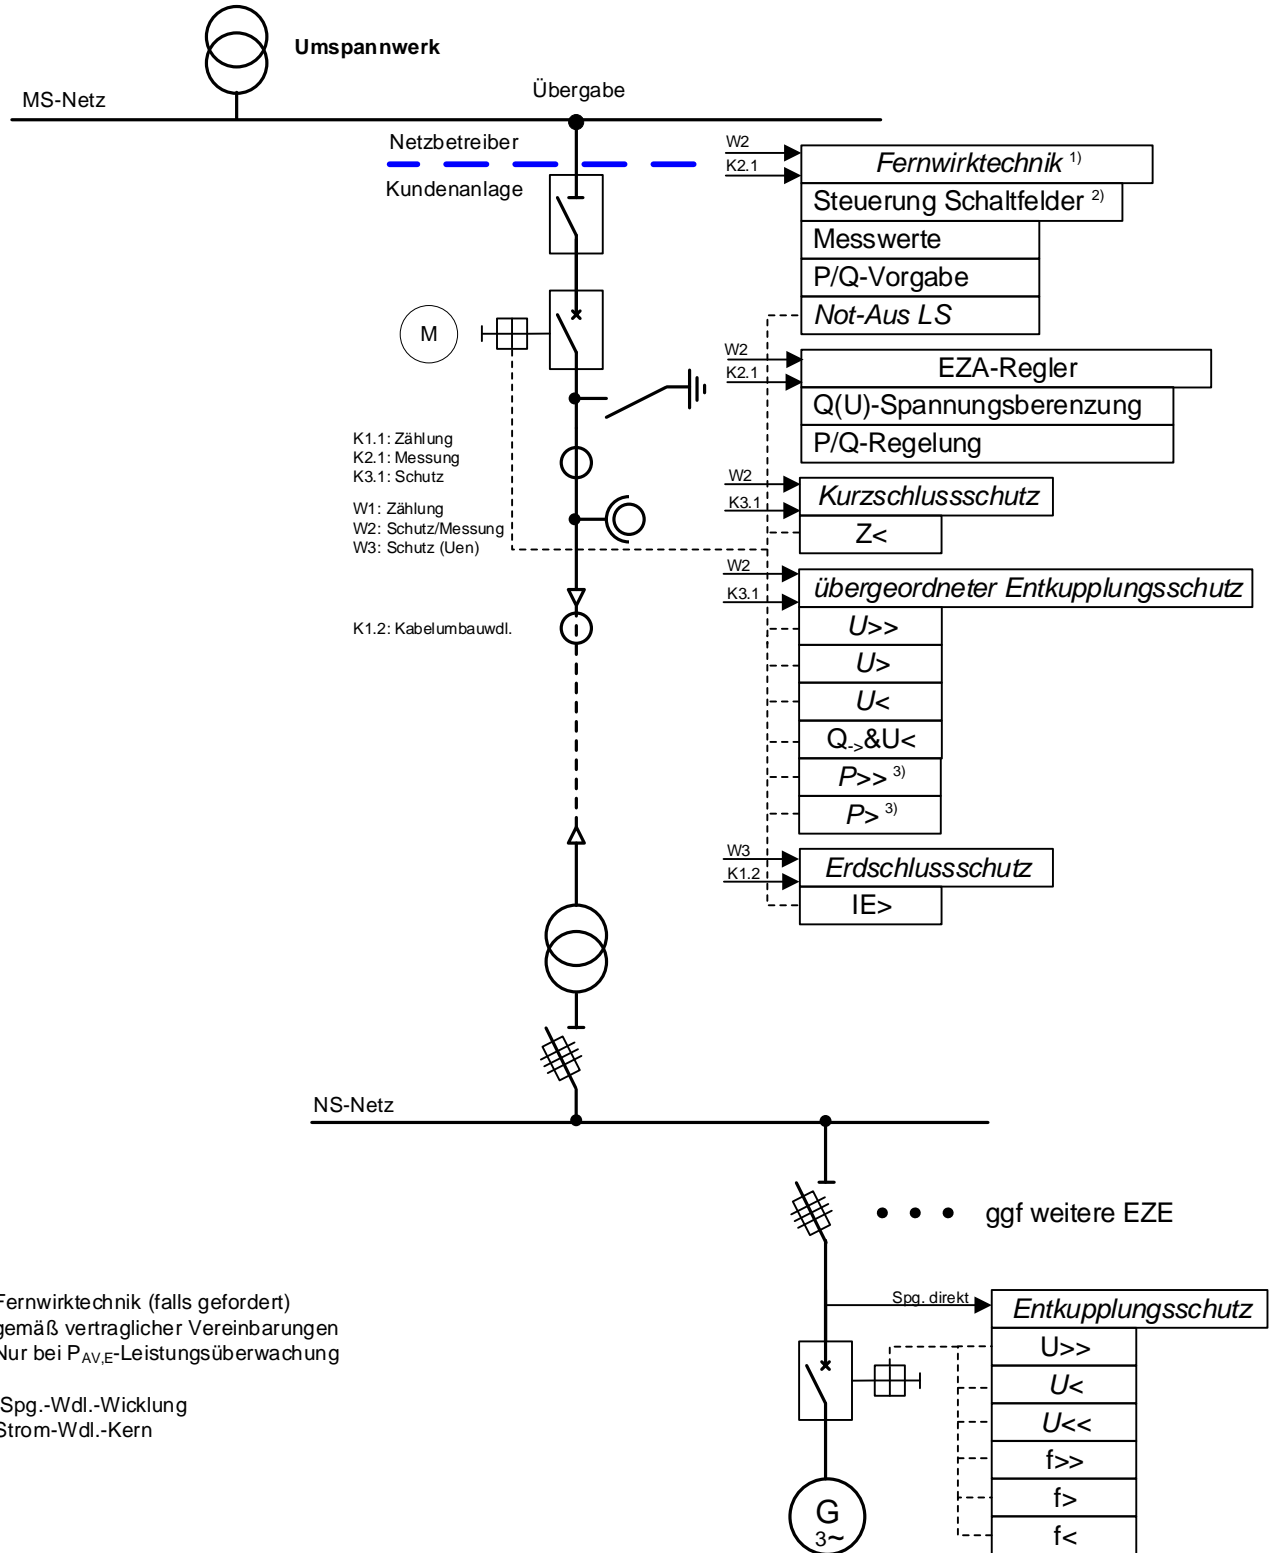 Umspannwerk
MS-Netz
Übergabe
Netzbetreiber
Kundenanlage
W2
K2.1
Fernwirktechnik 1)
Steuerung Schaltfelder 2)
Messwerte
P/Q-Vorgabe
Not-Aus LS
M
W2
K2.1
EZA-Regler
Q(U)-Spannungsberenzung
P/Q-Regelung
K1.1: Zählung
K2.1: Messung
K3.1: Schutz
W1: Zählung
W2: Schutz/Messung
W3: Schutz (Uen)
W2
K3.1
Kurzschlussschutz
Z<
W2
K3.1
übergeordneter Entkupplungsschutz
U>>
U>
U<
Q->&U<
P>> 3)
P> 3)
K1.2: Kabelumbauwdl.
W3
K1.2
Erdschlussschutz
IE>
NS-Netz
ggf weitere EZE
Fernwirktechnik (falls gefordert)
gemäß vertraglicher Vereinbarungen
Nur bei PAV,E-Leistungsüberwachung
Spg.-Wdl.-Wicklung
Strom-Wdl.-Kern
Spg. direkt
Entkupplungsschutz
U>>
U<
U<<
f>>
f>
f<
G
3~